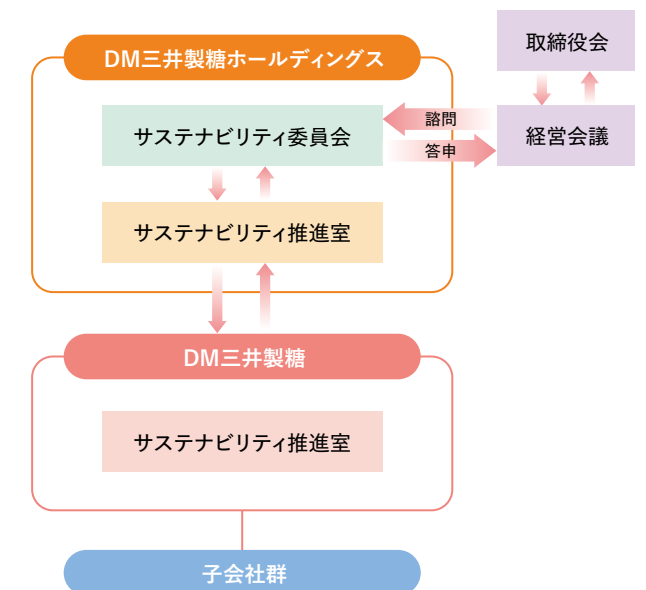 取締役会
DM三井製糖ホールディングス
サステナビリティ委員会
諮問
答申
経営会議
サステナビリティ推進室
DM三井製糖
サステナビリティ推進室
子会社群